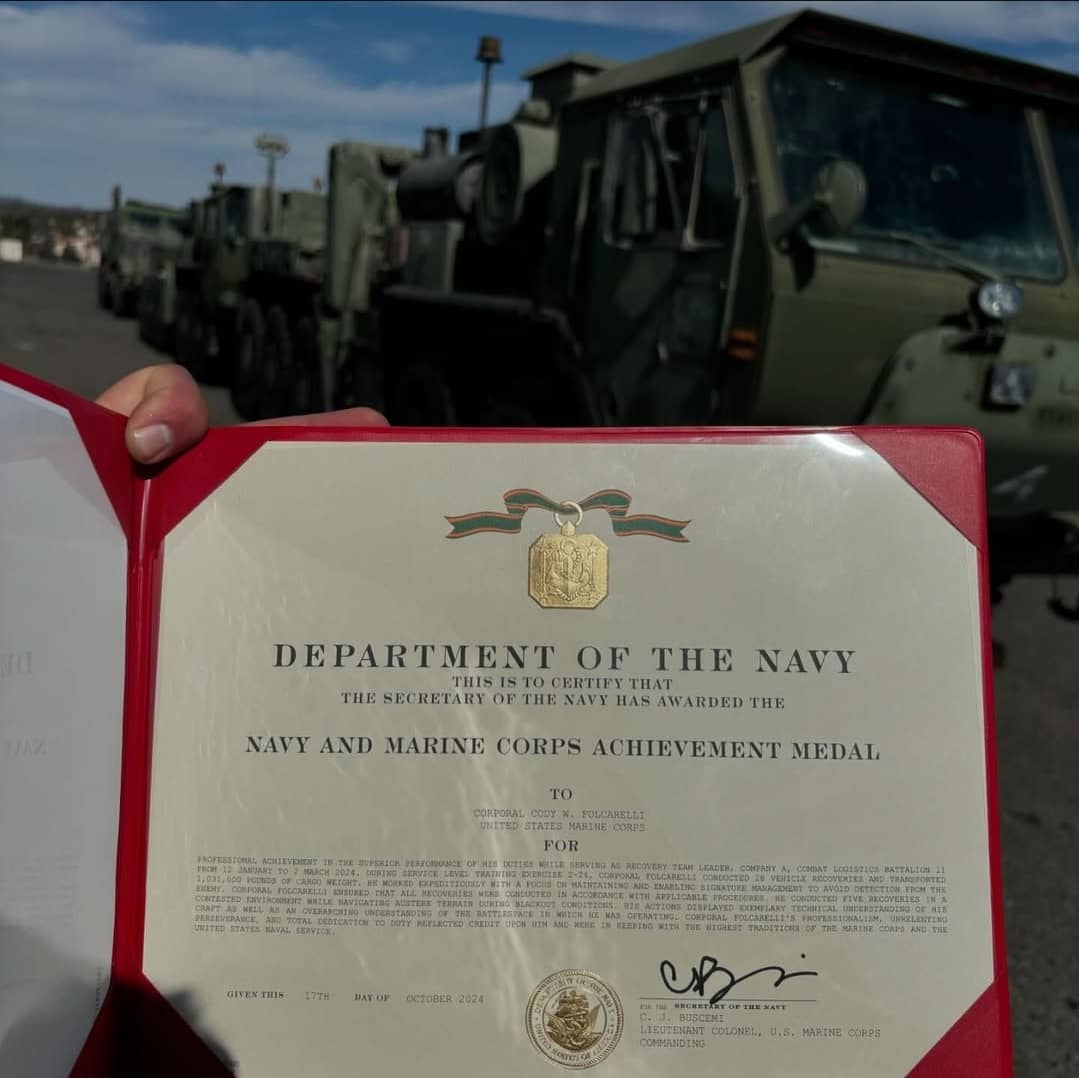 DEPARTMENT OF THE NAVY
THIS IS TO CERTIFY THAT
THE SECRETARY OF THE NAVY HAS AWARDED THE
NAVY AND MARINE CORPS ACHIEVEMENT MEDAL
TO
CORPORAL CODY W. FOLCARELLI
UNITED STATES MARINE CORPS
FOR
PROFESSIONAL ACHIEVEMENT IN THE SUPERIOR PERFORMANCE OF HIS DUTIES WHILE SERVING AS RECOVERY TEAM LEADER, COMPANY A, COMBAT LOGISTICS BATTALION 11
FROM 12 JANUARY TO 2 MARCH 2024. DURING SERVICE LEVEL TRAINING EXERCISE 2-24, CORPORAL FOLCARELLI CONDUCTED 28 VEHICLE RECOVERIES AND TRANSPORTED
1,031,000 POUNDS OF CARGO WEIGHT. HE WORKED EXPEDITIOUSLY WITH A FOCUS ON MAINTAINING AND ENABLING SIGNATURE MANAGEMENT TO AVOID DETECTION FROM THE
ENEMY. CORPORAL FOLCARELLI ENSURED THAT ALL RECOVERIES WERE CONDUCTED IN ACCORDANCE WITH APPLICABLE PROCEDURES. HE CONDUCTED FIVE RECOVERIES IN A
CONTESTED ENVIRONMENT WHILE NAVIGATING AUSTERE TERRAIN DURING BLACKOUT CONDITIONS. HIS ACTIONS DISPLAYED EXEMPLARY TECHNICAL UNDERSTANDING OF HIS
CRAFT AS WELL AS AN OVERARCHING UNDERSTANDING OF THE BATTLESPACE IN WHICH HE WAS OPERATING. CORPORAL FOLCARELLI'S PROFESSIONALISM, UNRELENTING
PERSEVERANCE, AND TOTAL DEDICATION TO DUTY REFLECTED CREDIT UPON HIM AND WERE IN KEEPING WITH THE HIGHEST TRADITIONS OF THE MARINE CORPS AND THE
UNITED STATES NAVAL SERVICE.
GIVEN THIS 17TH DAY OF OCTOBER 2024
FOR THE SECRETARY OF THE NAVY
C. J. BUSCEMI
LIEUTENANT COLONEL, U.S. MARINE CORPS
COMMANDING